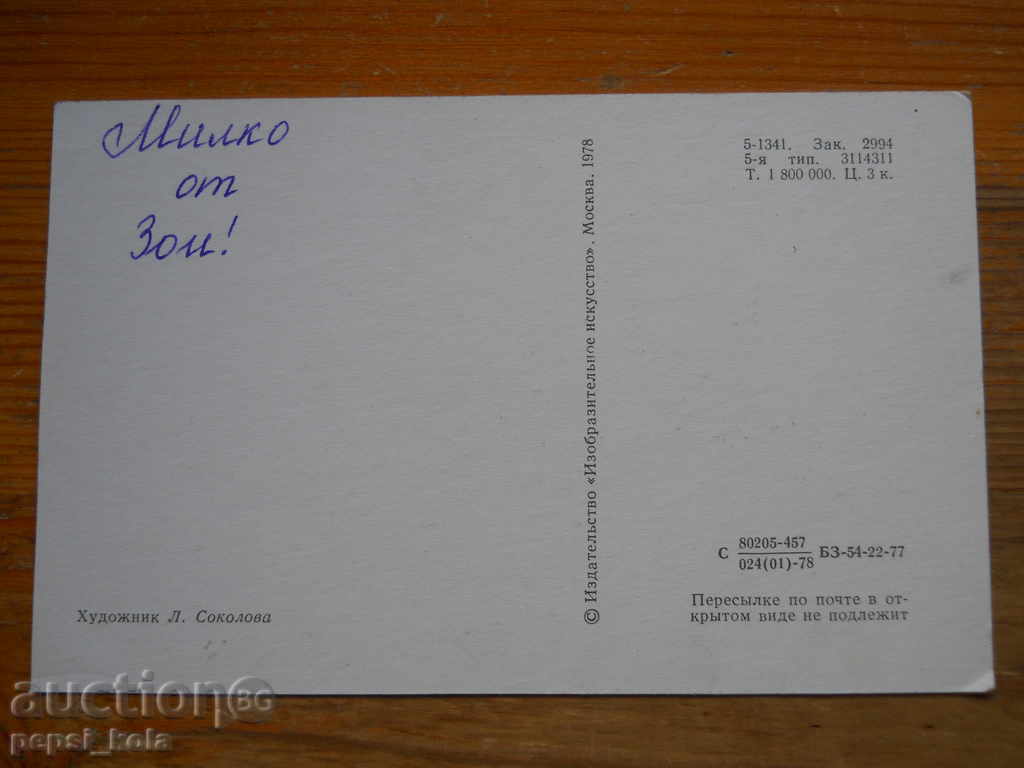 Милко
от
Зои!
Художник Л. Соколова
© Издательство «Изобразительное искусство». Москва. 1978
5-1341. Зак. 2994
5-я тип. 3114311
Т. 1 800 000. Ц. 3 к.
С 80205-457 БЗ-54-22-77
024(01)-78
Пересылке по почте в от-
крытом виде не подлежит
auctionBG
pepsi_kola